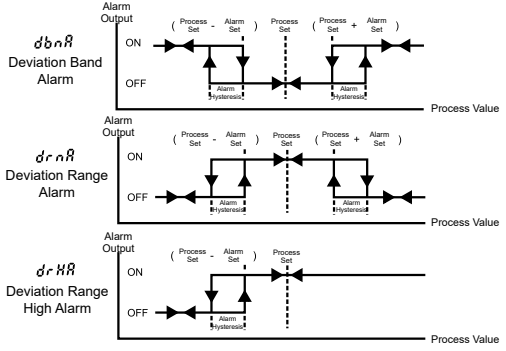 Alarm
Output
dbnA
Deviation Band
Alarm
ON
OFF
( Process Set - Alarm Set )
Process
Set
( Process Set + Alarm Set )
Alarm
Hysteresis
Alarm
Hysteresis
Process Value
Alarm
Output
drnA
Deviation Range
Alarm
ON
OFF
( Process Set - Alarm Set )
Process
Set
( Process Set + Alarm Set )
Alarm
Hysteresis
Alarm
Hysteresis
Process Value
Alarm
Output
drHA
Deviation Range
High Alarm
ON
OFF
( Process Set - Alarm Set )
Process
Set
Alarm
Hysteresis
Process Value